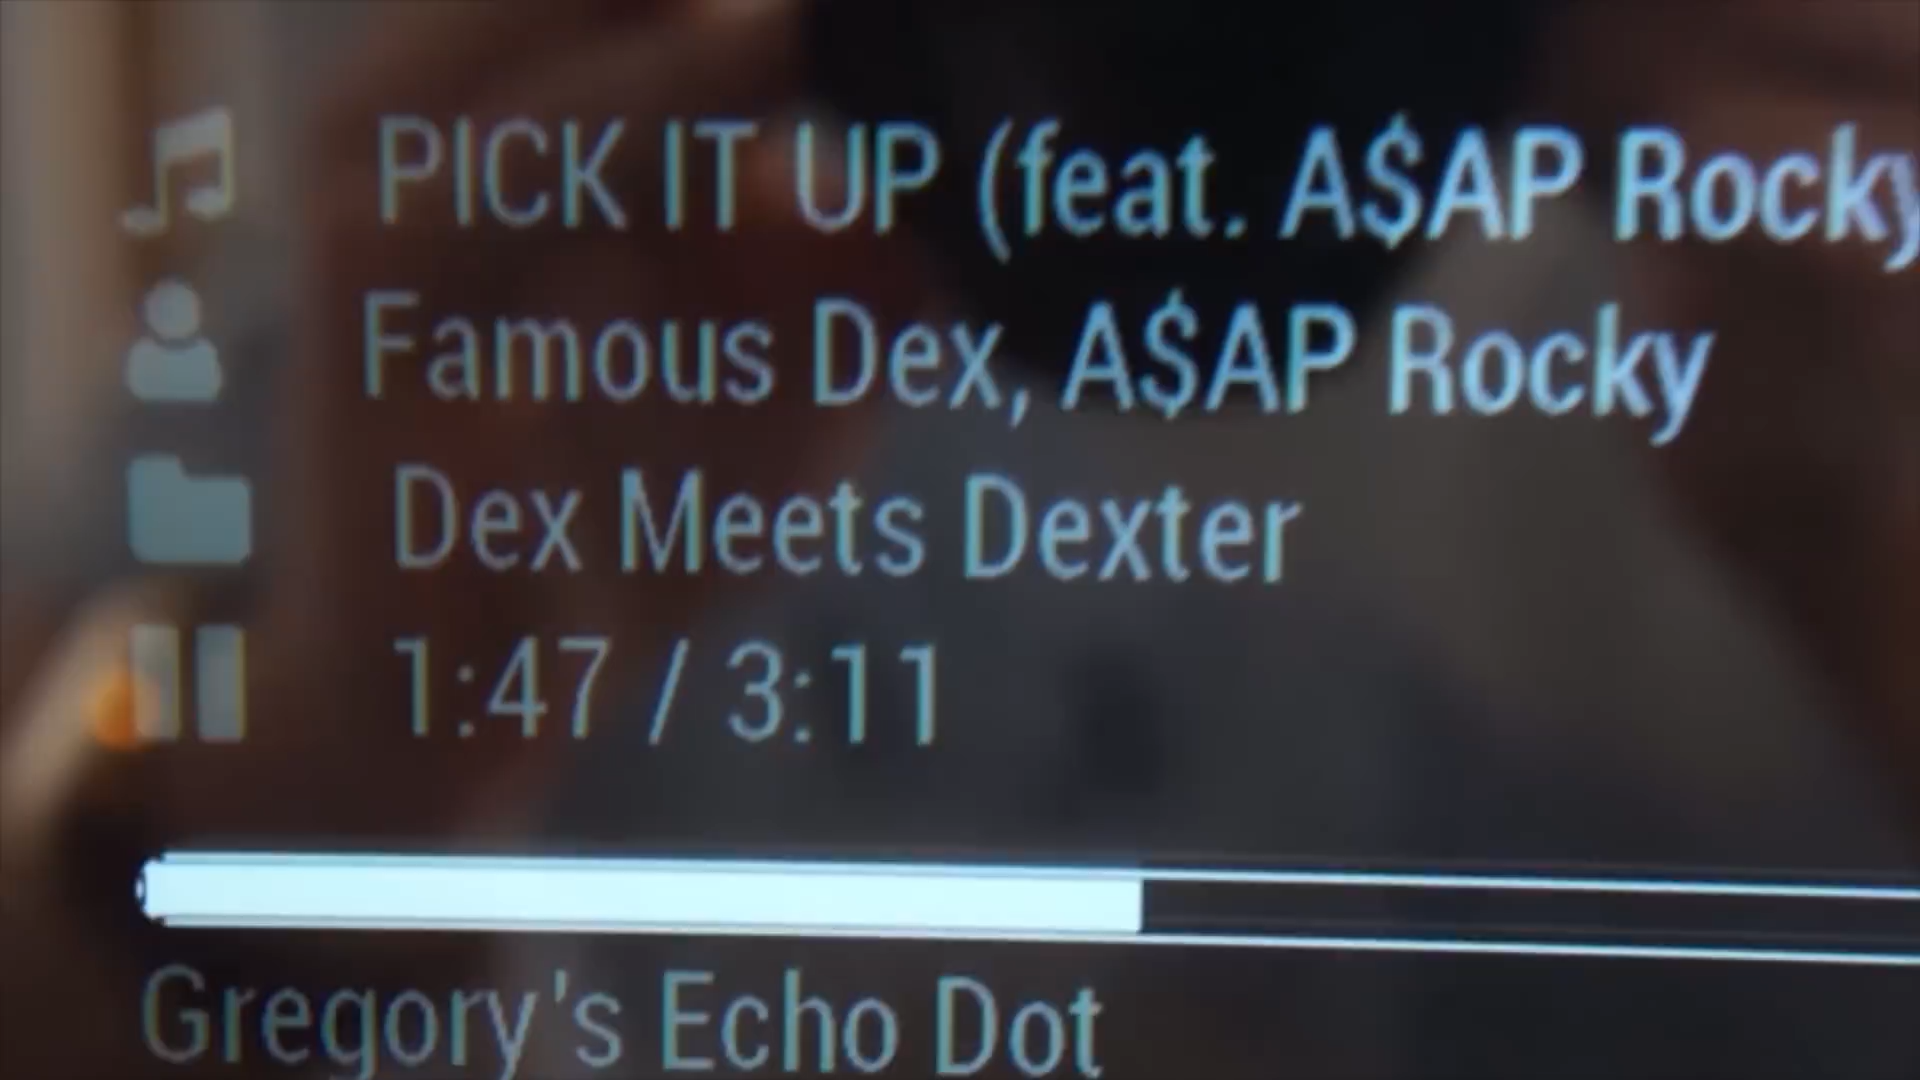 PICK IT UP (feat. A$AP Rocky
Famous Dex, A$AP Rocky
Dex Meets Dexter
1:47 / 3:11
Gregory's Echo Dot